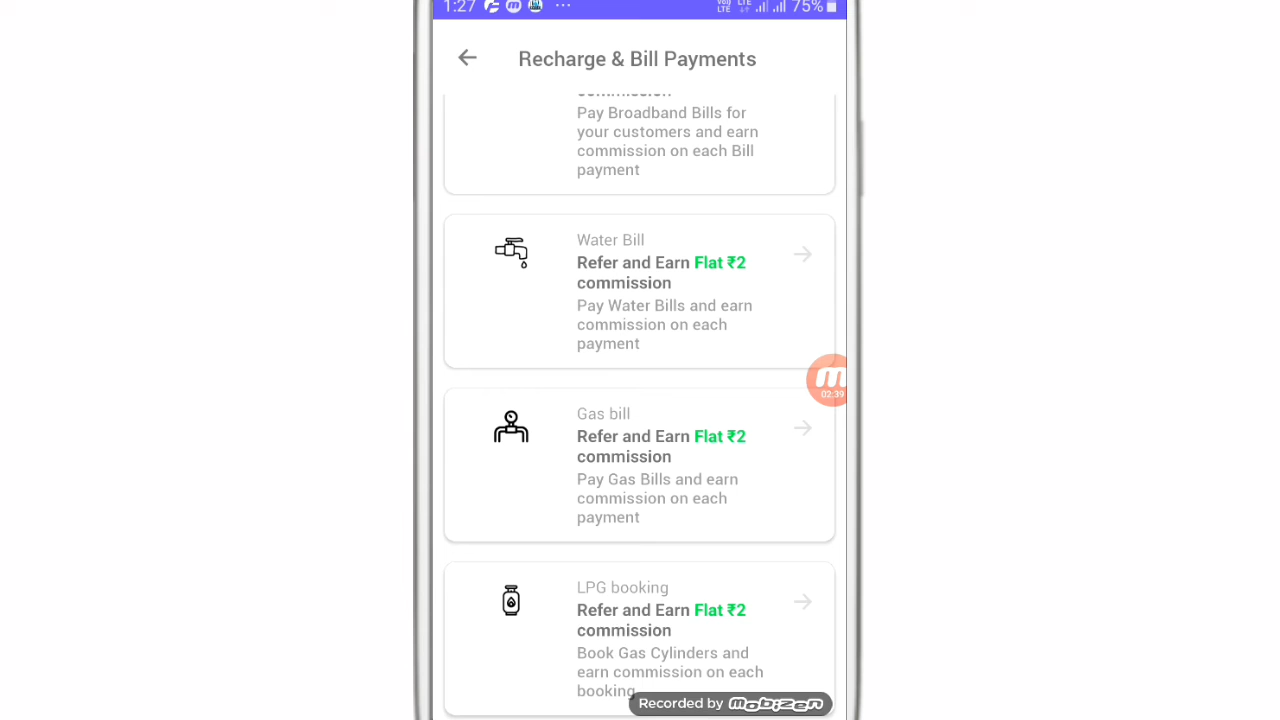 1:27 ... 75%
Recharge & Bill Payments
commission
Pay Broadband Bills for
your customers and earn
commission on each Bill
payment
Water Bill
Refer and Earn Flat ₹2
commission
Pay Water Bills and earn
commission on each
payment
02:39
Gas bill
Refer and Earn Flat ₹2
commission
Pay Gas Bills and earn
commission on each
payment
LPG booking
Refer and Earn Flat ₹2
commission
Book Gas Cylinders and
earn commission on each
booking
Recorded by mobizen